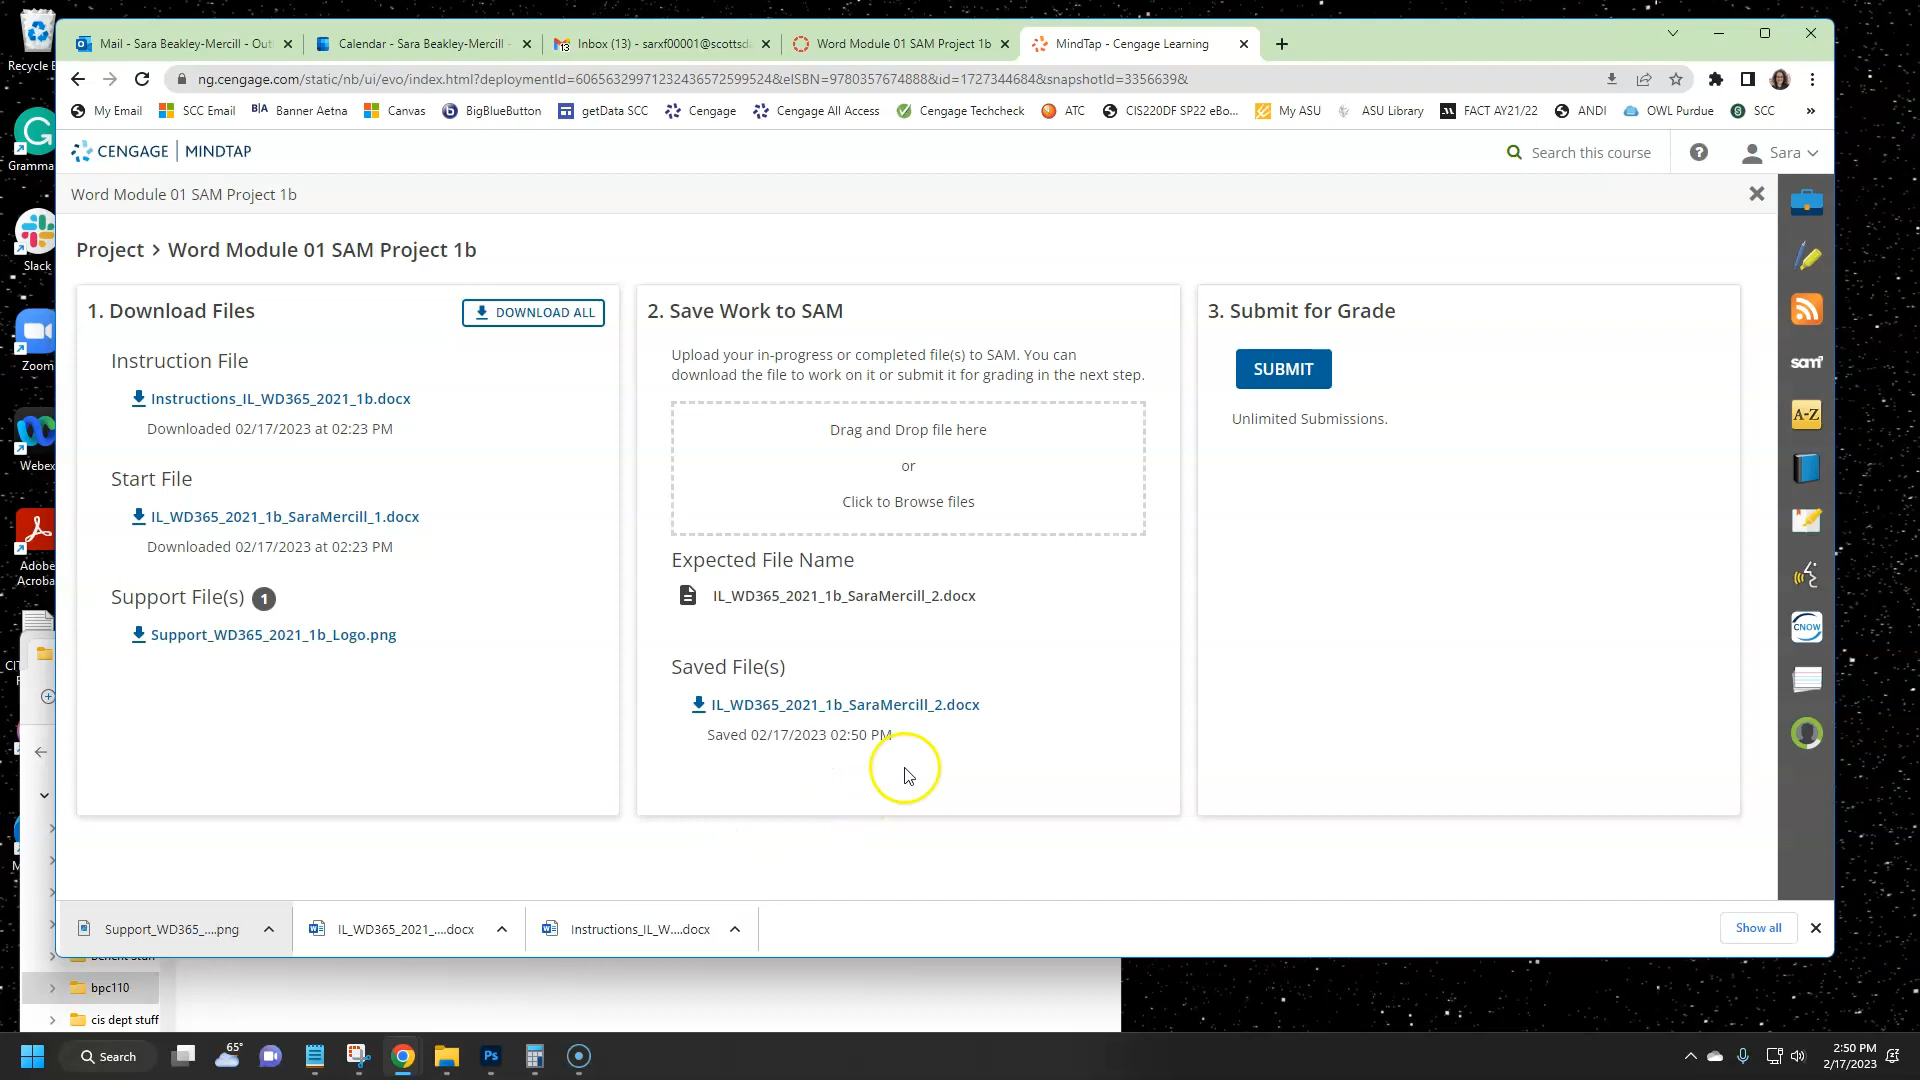 Recycle B
Gramma
Slack
Zoom
Webex
Adobe
Acroba
Mail - Sara Beakley-Mercill - Out
Calendar - Sara Beakley-Mercill -
Inbox (13) - sarxf00001@scottsda
Word Module 01 SAM Project 1b
MindTap - Cengage Learning
ng.cengage.com/static/nb/ui/evo/index.html?deploymentId=6065632997123243657259952​4&eISBN=9780357674888&id=1727344684&snapshotId=3356639&
My Email
SCC Email
B|A Banner Aetna
Canvas
BigBlueButton
getData SCC
Cengage
Cengage All Access
Cengage Techcheck
ATC
CIS220DF SP22 eBo...
My ASU
ASU Library
FACT AY21/22
ANDI
OWL Purdue
SCC
»
CENGAGE | MINDTAP
Search this course
?
Sara
Word Module 01 SAM Project 1b
Project > Word Module 01 SAM Project 1b
1. Download Files
DOWNLOAD ALL
Instruction File
Instructions_IL_WD365_2021_1b.docx
Downloaded 02/17/2023 at 02:23 PM
Start File
IL_WD365_2021_1b_SaraMercill_1.docx
Downloaded 02/17/2023 at 02:23 PM
Support File(s) 1
Support_WD365_2021_1b_Logo.png
2. Save Work to SAM
Upload your in-progress or completed file(s) to SAM. You can
download the file to work on it or submit it for grading in the next step.
Drag and Drop file here
or
Click to Browse files
Expected File Name
IL_WD365_2021_1b_SaraMercill_2.docx
Saved File(s)
IL_WD365_2021_1b_SaraMercill_2.docx
Saved 02/17/2023 02:50 PM
3. Submit for Grade
SUBMIT
Unlimited Submissions.
sam
A-Z
CNOW
Support_WD365_....png
IL_WD365_2021_....docx
Instructions_IL_W....docx
Show all
bpc110
cis dept stuff
65°
Search
Ps
2:50 PM
2/17/2023